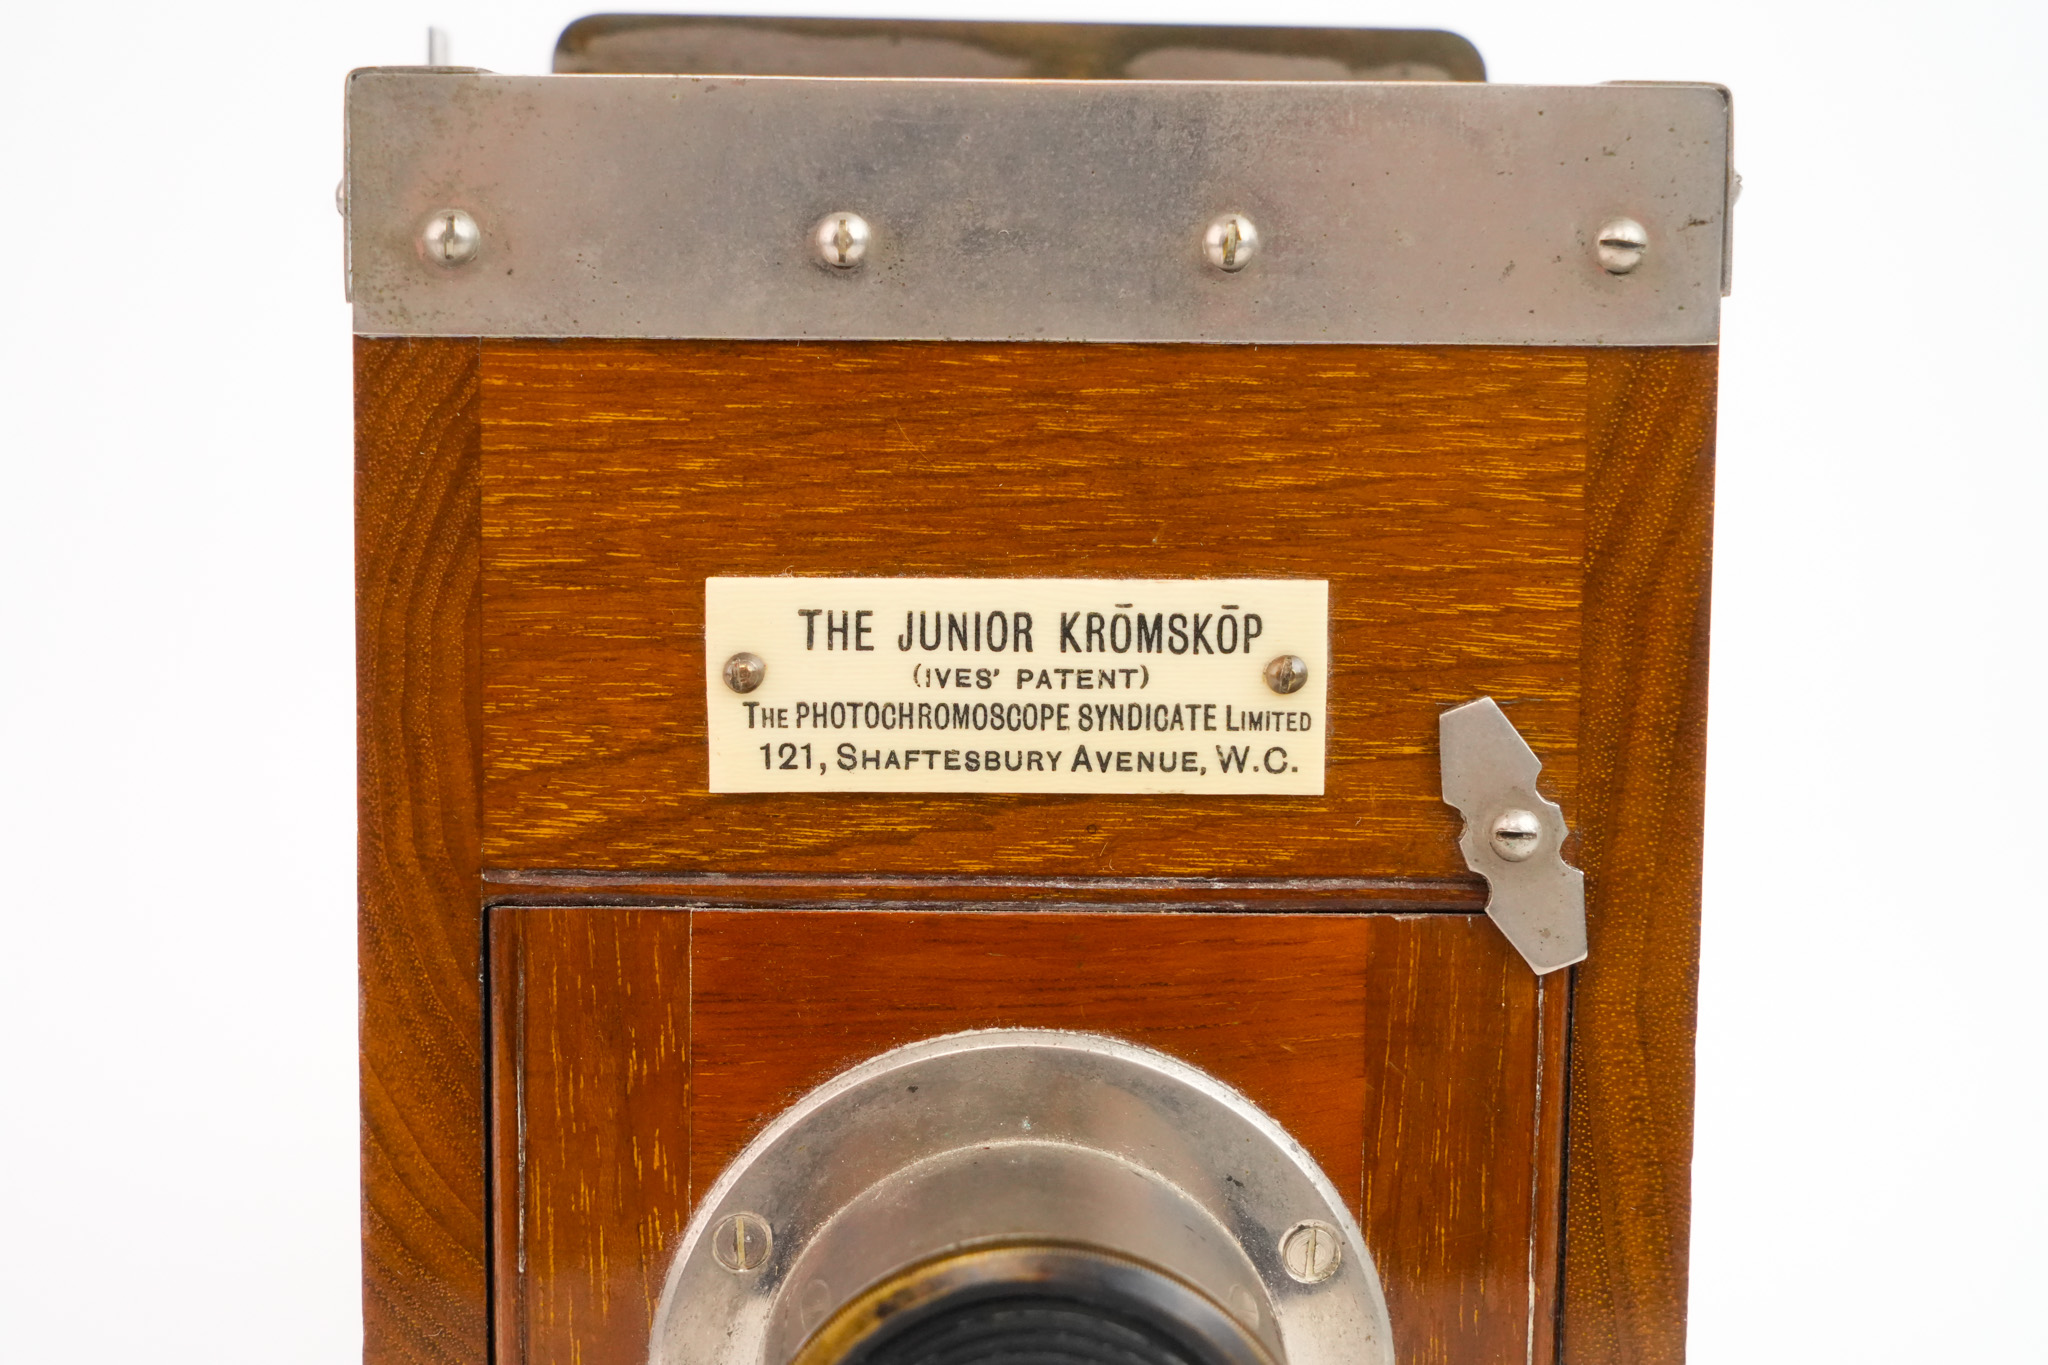 THE JUNIOR KRŌMSKŌP
(IVES' PATENT)
THE PHOTOCHROMOSCOPE SYNDICATE LIMITED
121, SHAFTESBURY AVENUE, W.C.